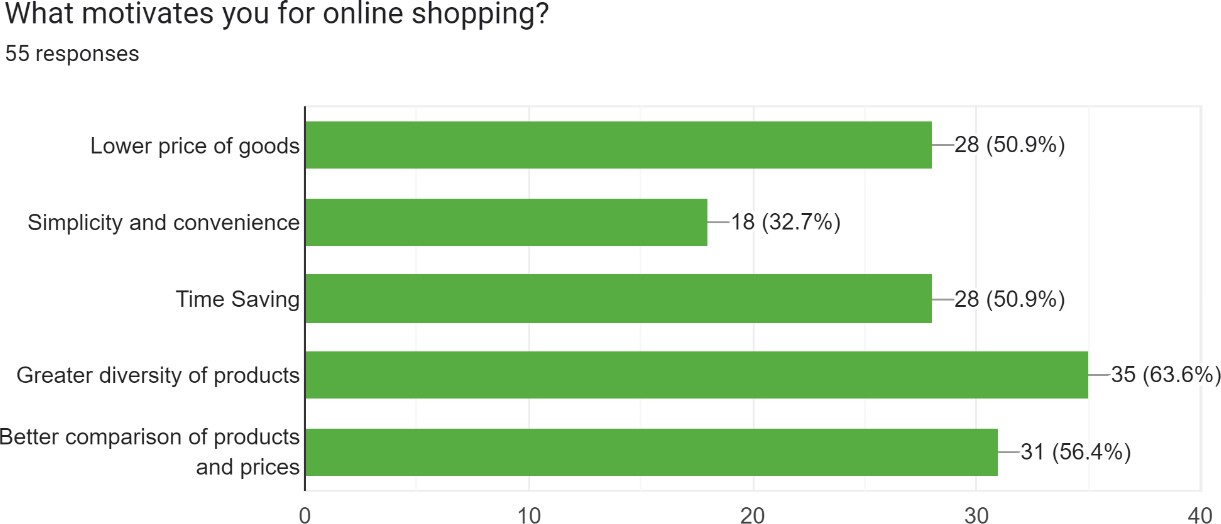 What motivates you for online shopping?
55 responses
Lower price of goods
28 (50.9%)
Simplicity and convenience
18 (32.7%)
Time Saving
28 (50.9%)
Greater diversity of products
35 (63.6%)
Better comparison of products
and prices
31 (56.4%)
0 10 20 30 40